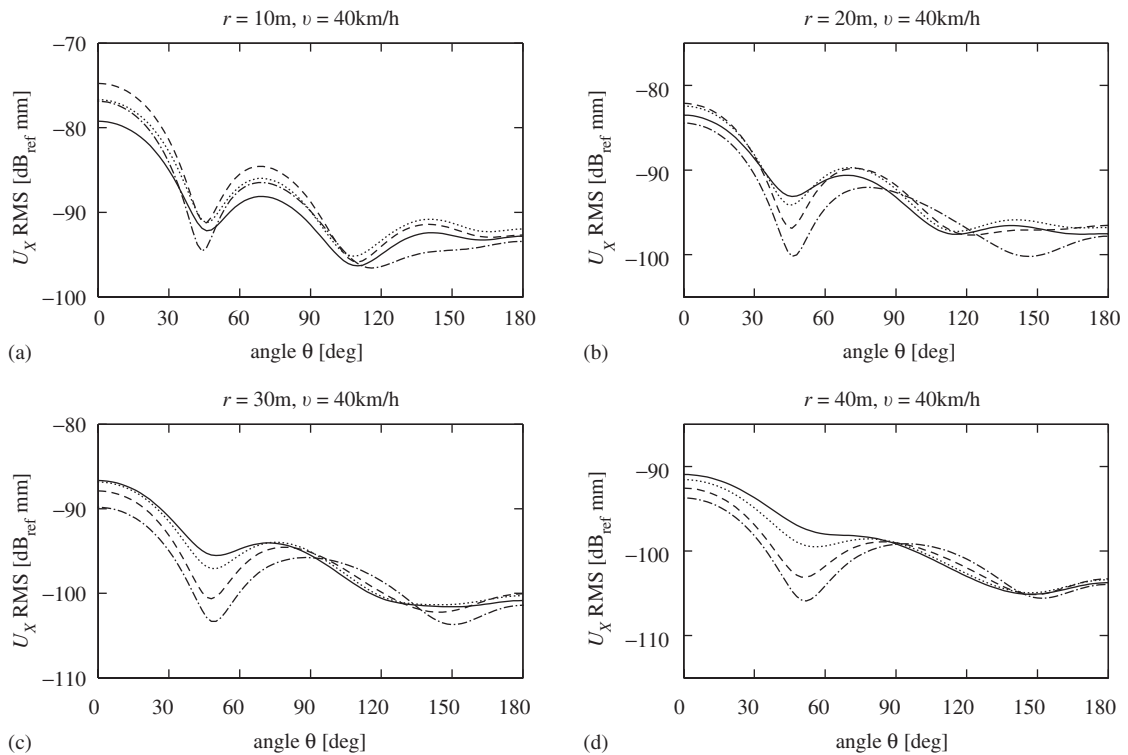 r = 10m, υ = 40km/h
−70
−80
−90
−100
U_X RMS [dB_ref mm]
0 30 60 90 120 150 180
angle θ [deg]
(a)
r = 20m, υ = 40km/h
−80
−90
−100
U_X RMS [dB_ref mm]
0 30 60 90 120 150 180
angle θ [deg]
(b)
r = 30m, υ = 40km/h
−80
−90
−100
−110
U_X RMS [dB_ref mm]
0 30 60 90 120 150 180
angle θ [deg]
(c)
r = 40m, υ = 40km/h
−90
−100
−110
U_X RMS [dB_ref mm]
0 30 60 90 120 150 180
angle θ [deg]
(d)